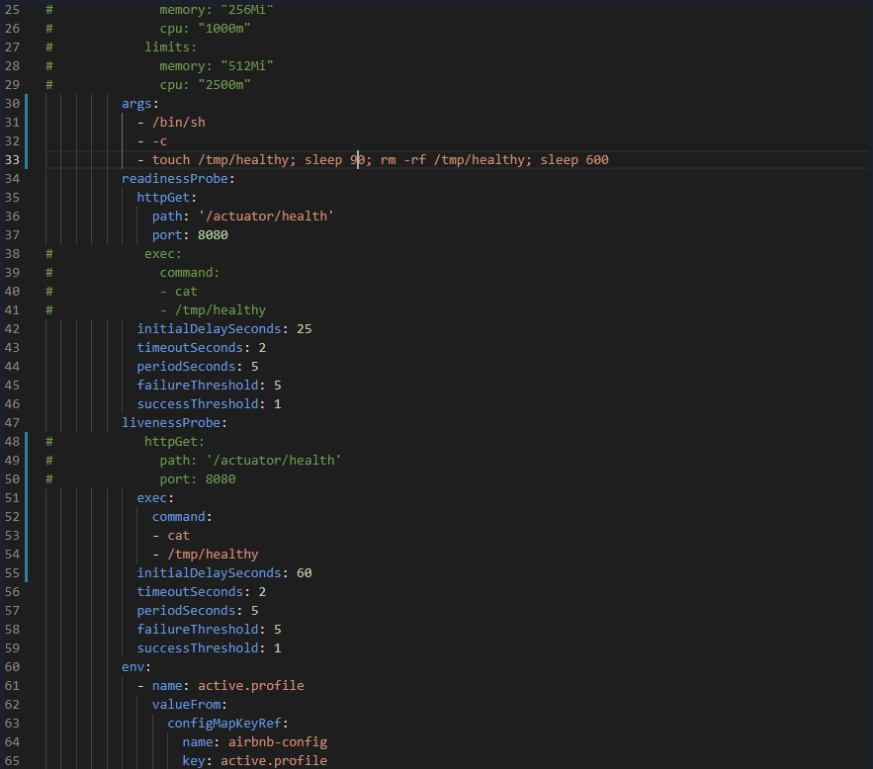 25 #              memory: "256Mi"
26 #              cpu: "1000m"
27 #            limits:
28 #              memory: "512Mi"
29 #              cpu: "2500m"
30          args:
31            - /bin/sh
32            - -c
33            - touch /tmp/healthy; sleep 90; rm -rf /tmp/healthy; sleep 600
34          readinessProbe:
35            httpGet:
36              path: '/actuator/health'
37              port: 8080
38 #            exec:
39 #              command:
40 #              - cat
41 #              - /tmp/healthy
42            initialDelaySeconds: 25
43            timeoutSeconds: 2
44            periodSeconds: 5
45            failureThreshold: 5
46            successThreshold: 1
47          livenessProbe:
48 #            httpGet:
49 #              path: '/actuator/health'
50 #              port: 8080
51            exec:
52              command:
53              - cat
54              - /tmp/healthy
55            initialDelaySeconds: 60
56            timeoutSeconds: 2
57            periodSeconds: 5
58            failureThreshold: 5
59            successThreshold: 1
60          env:
61            - name: active.profile
62              valueFrom:
63                configMapKeyRef:
64                  name: airbnb-config
65                  key: active.profile